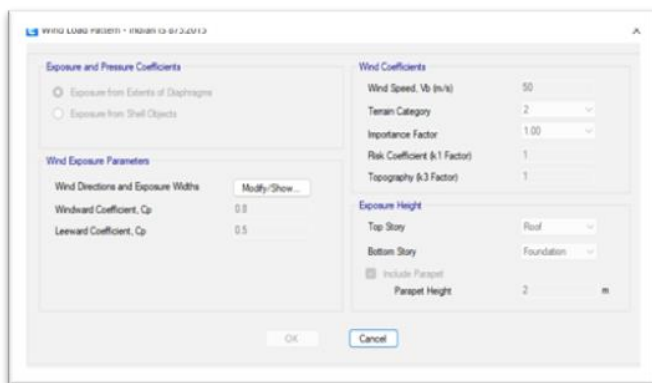 Wind Load Pattern - Indian IS 875:2015
Exposure and Pressure Coefficients
Exposure from Extents of Diaphragms
Exposure from Shell Objects
Wind Exposure Parameters
Wind Directions and Exposure Widths Modify/Show...
Windward Coefficient, Cp 0.8
Leeward Coefficient, Cp 0.5
Wind Coefficients
Wind Speed, Vb (m/s) 50
Terrain Category 2
Importance Factor 1.00
Risk Coefficient (k1 Factor) 1
Topography (k3 Factor) 1
Exposure Height
Top Story Roof
Bottom Story Foundation
Include Parapet
Parapet Height 2 m
OK Cancel